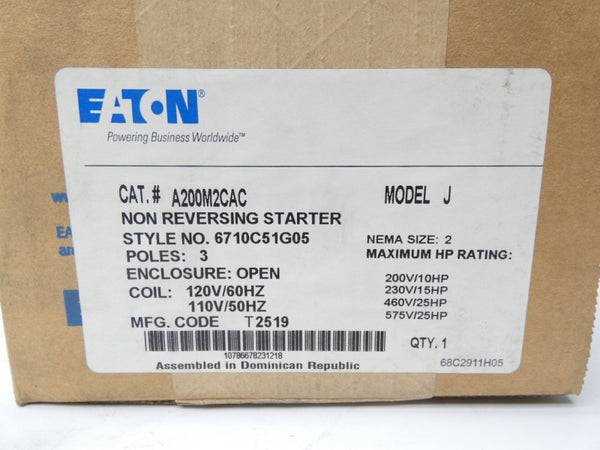 EATON®
Powering Business Worldwide™
CAT.# A200M2CAC MODEL J
NON REVERSING STARTER
STYLE NO. 6710C51G05 NEMA SIZE: 2
POLES: 3 MAXIMUM HP RATING:
ENCLOSURE: OPEN 200V/10HP
COIL: 120V/60HZ 230V/15HP
110V/50HZ 460V/25HP
MFG. CODE T2519 575V/25HP
QTY. 1
10786678231218
Assembled in Dominican Republic 68C2911H05